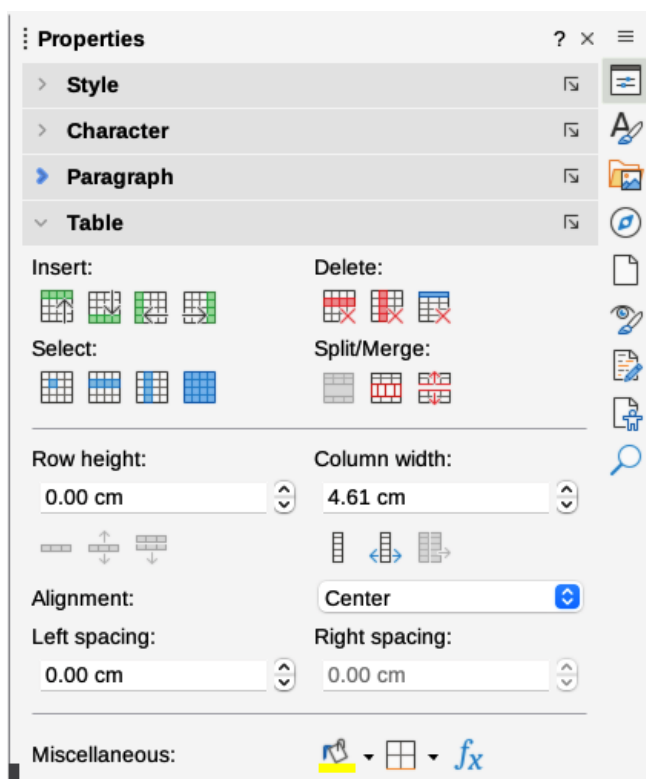 Properties ?
Style
Character
Paragraph
Table
Insert: Delete:
Select: Split/Merge:
Row height: Column width:
0.00 cm 4.61 cm
Alignment: Center
Left spacing: Right spacing:
0.00 cm 0.00 cm
Miscellaneous: fx